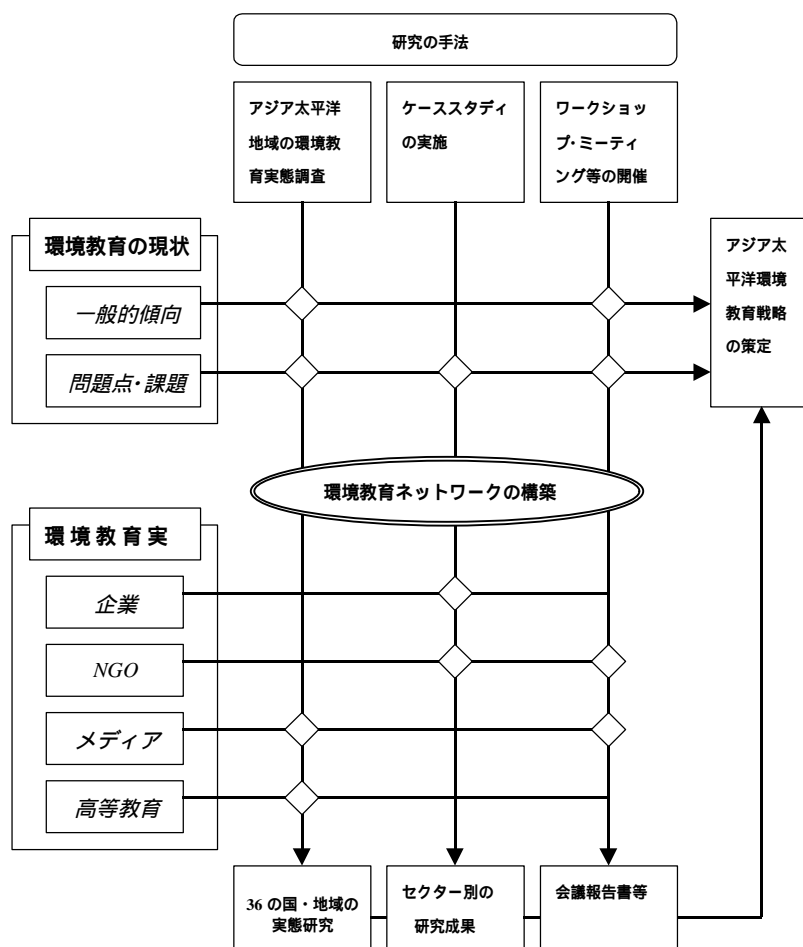 研究の手法
アジア太平洋
地域の環境教
育実態調査
ケーススタディ
の実施
ワークショッ
プ・ミーティ
ング等の開催
環境教育の現状
一般的傾向
問題点・課題
アジア太
平洋環境
教育戦略
の策定
環境教育ネットワークの構築
環境教育実
企業
NGO
メディア
高等教育
36 の国・地域の
実態研究
セクター別の
研究成果
会議報告書等